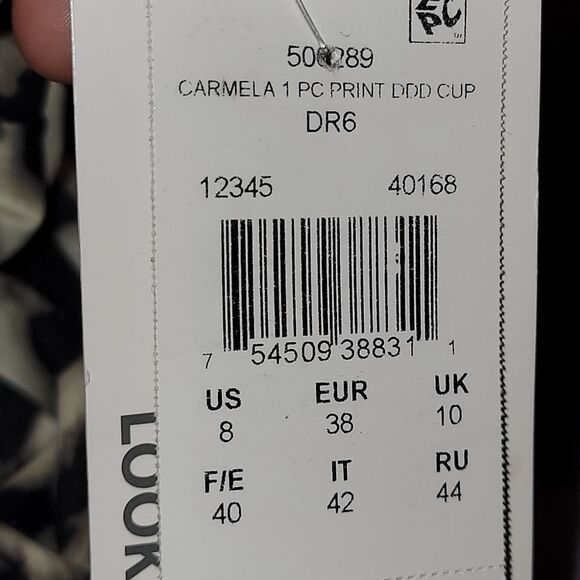 PC
CARMELA 1 PC PRINT DDD CUP
DR6
12345 40168
7 54509 38831 1
US EUR UK
8 38 10
F/E IT RU
40 42 44
LOOK